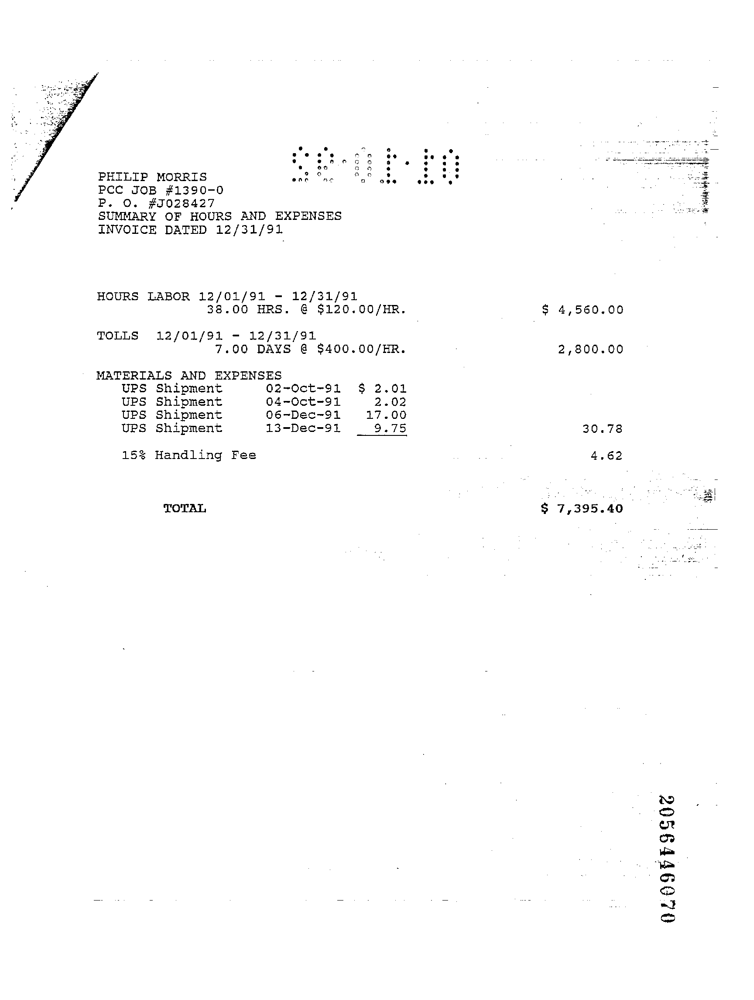 PHILIP MORRIS
PCC JOB #1390-0
P. O. #J028427
SUMMARY OF HOURS AND EXPENSES
INVOICE DATED 12/31/91
HOURS LABOR 12/01/91 - 12/31/91
38.00 HRS. @ $120.00/HR. $ 4,560.00
TOLLS 12/01/91 - 12/31/91
7.00 DAYS @ $400.00/HR. 2,800.00
MATERIALS AND EXPENSES
UPS Shipment 02-Oct-91 $ 2.01
UPS Shipment 04-Oct-91 2.02
UPS Shipment 06-Dec-91 17.00
UPS Shipment 13-Dec-91 9.75 30.78
15% Handling Fee 4.62
TOTAL $ 7,395.40
2056446070